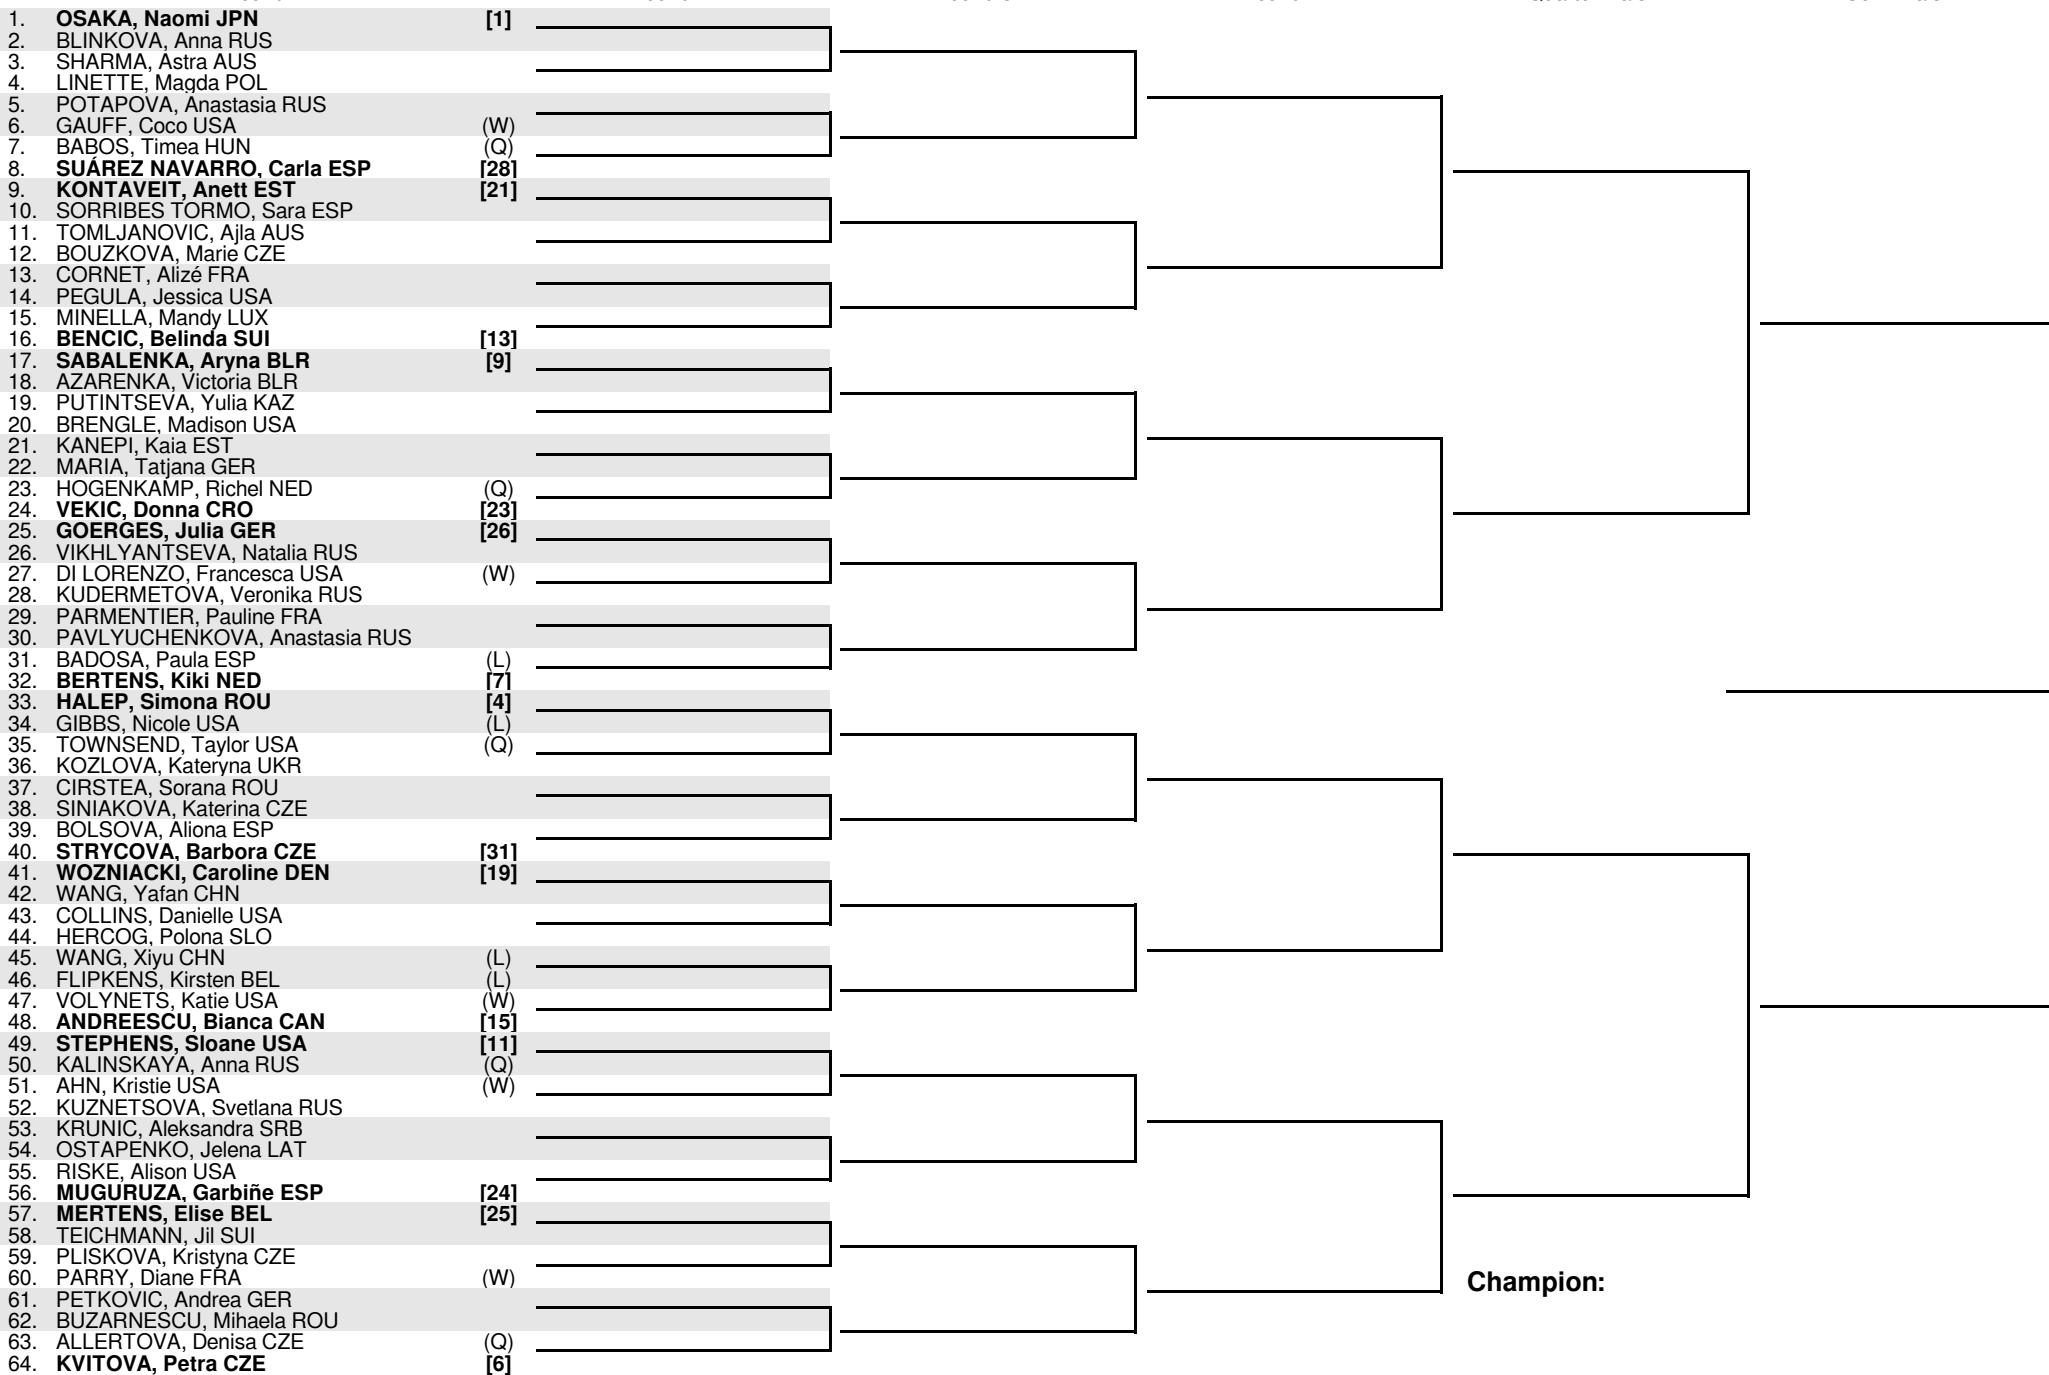 1. OSAKA, Naomi JPN [1]
2. BLINKOVA, Anna RUS
3. SHARMA, Astra AUS
4. LINETTE, Magda POL
5. POTAPOVA, Anastasia RUS
6. GAUFF, Coco USA (W)
7. BABOS, Timea HUN (Q)
8. SUÁREZ NAVARRO, Carla ESP [28]
9. KONTAVEIT, Anett EST [21]
10. SORRIBES TORMO, Sara ESP
11. TOMLJANOVIC, Ajla AUS
12. BOUZKOVA, Marie CZE
13. CORNET, Alizé FRA
14. PEGULA, Jessica USA
15. MINELLA, Mandy LUX
16. BENCIC, Belinda SUI [13]
17. SABALENKA, Aryna BLR [9]
18. AZARENKA, Victoria BLR
19. PUTINTSEVA, Yulia KAZ
20. BRENGLE, Madison USA
21. KANEPI, Kaia EST
22. MARIA, Tatjana GER
23. HOGENKAMP, Richel NED (Q)
24. VEKIC, Donna CRO [23]
25. GOERGES, Julia GER [26]
26. VIKHLYANTSEVA, Natalia RUS
27. DI LORENZO, Francesca USA (W)
28. KUDERMETOVA, Veronika RUS
29. PARMENTIER, Pauline FRA
30. PAVLYUCHENKOVA, Anastasia RUS
31. BADOSA, Paula ESP (L)
32. BERTENS, Kiki NED [7]
33. HALEP, Simona ROU [4]
34. GIBBS, Nicole USA (L)
35. TOWNSEND, Taylor USA (Q)
36. KOZLOVA, Kateryna UKR
37. CIRSTEA, Sorana ROU
38. SINIAKOVA, Katerina CZE
39. BOLSOVA, Aliona ESP
40. STRYCOVA, Barbora CZE [31]
41. WOZNIACKI, Caroline DEN [19]
42. WANG, Yafan CHN
43. COLLINS, Danielle USA
44. HERCOG, Polona SLO
45. WANG, Xiyu CHN (L)
46. FLIPKENS, Kirsten BEL (L)
47. VOLYNETS, Katie USA (W)
48. ANDREESCU, Bianca CAN [15]
49. STEPHENS, Sloane USA [11]
50. KALINSKAYA, Anna RUS (Q)
51. AHN, Kristie USA (W)
52. KUZNETSOVA, Svetlana RUS
53. KRUNIC, Aleksandra SRB
54. OSTAPENKO, Jelena LAT
55. RISKE, Alison USA
56. MUGURUZA, Garbiñe ESP [24]
57. MERTENS, Elise BEL [25]
58. TEICHMANN, Jil SUI
59. PLISKOVA, Kristyna CZE
60. PARRY, Diane FRA (W)
Champion:
61. PETKOVIC, Andrea GER
62. BUZARNESCU, Mihaela ROU
63. ALLERTOVA, Denisa CZE (Q)
64. KVITOVA, Petra CZE [6]